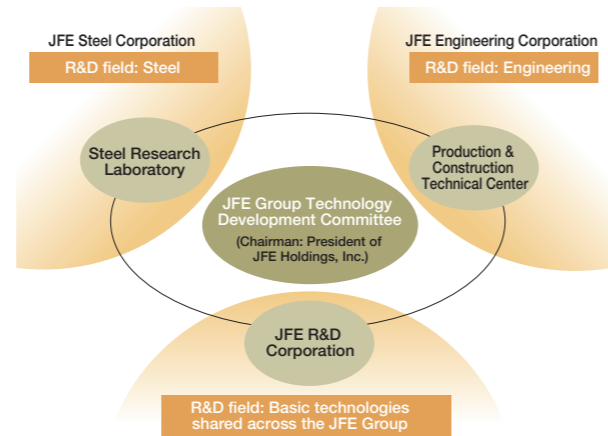 JFE Steel Corporation
R&D field: Steel
JFE Engineering Corporation
R&D field: Engineering
Steel Research
Laboratory
Production &
Construction
Technical Center
JFE Group Technology
Development Committee
(Chairman: President of
JFE Holdings, Inc.)
JFE R&D
Corporation
R&D field: Basic technologies
shared across the JFE Group